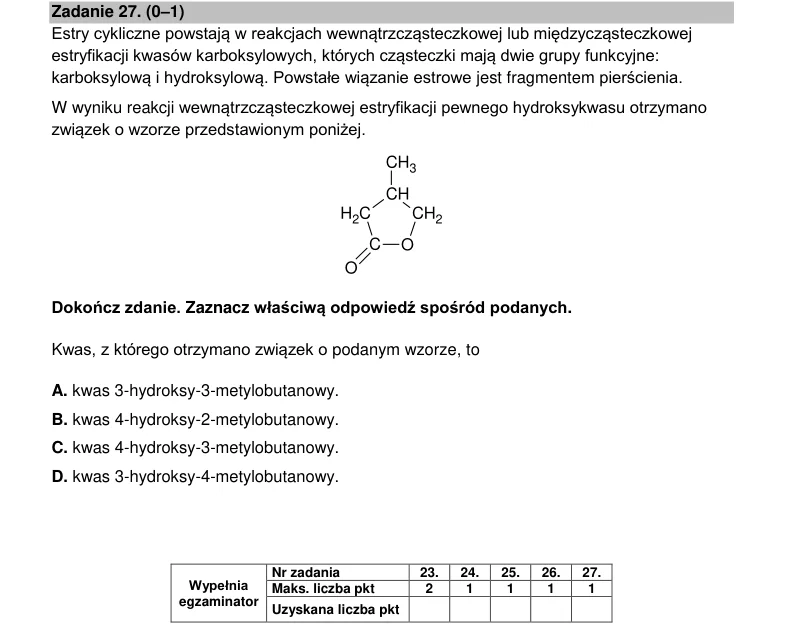 Zadanie 27. (0–1)
Estry cykliczne powstają w reakcjach wewnątrzcząsteczkowej lub międzycząsteczkowej
estryfikacji kwasów karboksylowych, których cząsteczki mają dwie grupy funkcyjne:
karboksylową i hydroksylową. Powstałe wiązanie estrowe jest fragmentem pierścienia.
W wyniku reakcji wewnątrzcząsteczkowej estryfikacji pewnego hydroksykwasu otrzymano
związek o wzorze przedstawionym poniżej.
CH3
CH
H2C CH2
C O
O
Dokończ zdanie. Zaznacz właściwą odpowiedź spośród podanych.
Kwas, z którego otrzymano związek o podanym wzorze, to
A. kwas 3-hydroksy-3-metylobutanowy.
B. kwas 4-hydroksy-2-metylobutanowy.
C. kwas 4-hydroksy-3-metylobutanowy.
D. kwas 3-hydroksy-4-metylobutanowy.
Wypełnia
egzaminator
Nr zadania 23. 24. 25. 26. 27.
Maks. liczba pkt 2 1 1 1 1
Uzyskana liczba pkt